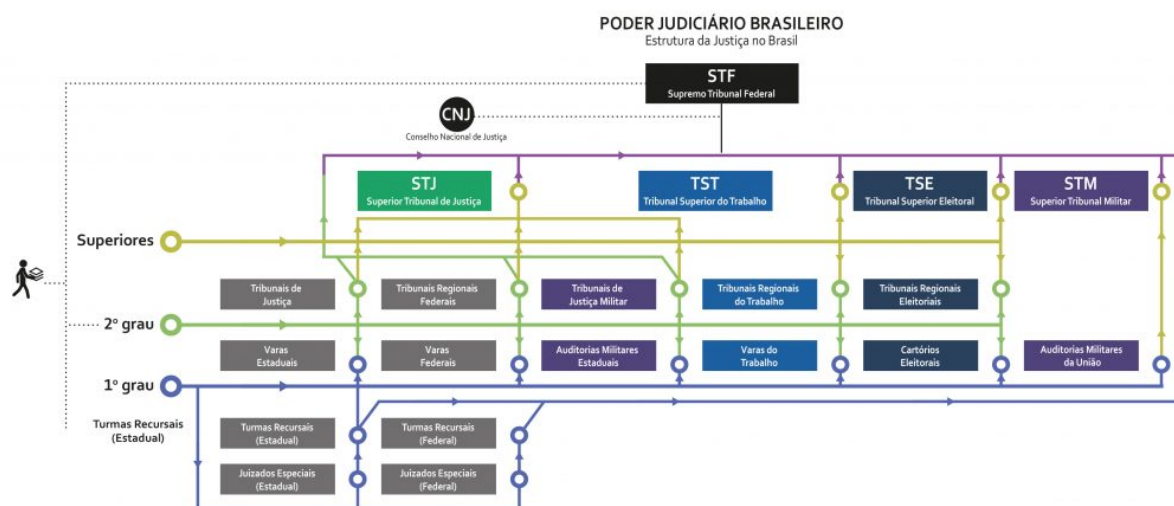 PODER JUDICIÁRIO BRASILEIRO
Estrutura da Justiça no Brasil
STF
Supremo Tribunal Federal
CNJ
Conselho Nacional de Justiça
STJ
Superior Tribunal de Justiça
TST
Tribunal Superior do Trabalho
TSE
Tribunal Superior Eleitoral
STM
Superior Tribunal Militar
Superiores
Tribunais de
Justiça
Tribunais Regionais
Federais
Tribunais de
Justiça Militar
Tribunais Regionais
do Trabalho
Tribunais Regionais
Eleitoriais
2º grau
Varas
Estaduais
Varas
Federais
Auditorias Militares
Estaduais
Varas do
Trabalho
Cartórios
Eleitorais
Auditorias Militares
da União
1º grau
Turmas Recursais
(Estadual)
Turmas Recursais
(Estadual)
Turmas Recursais
(Federal)
Juizados Especiais
(Estadual)
Juizados Especiais
(Federal)